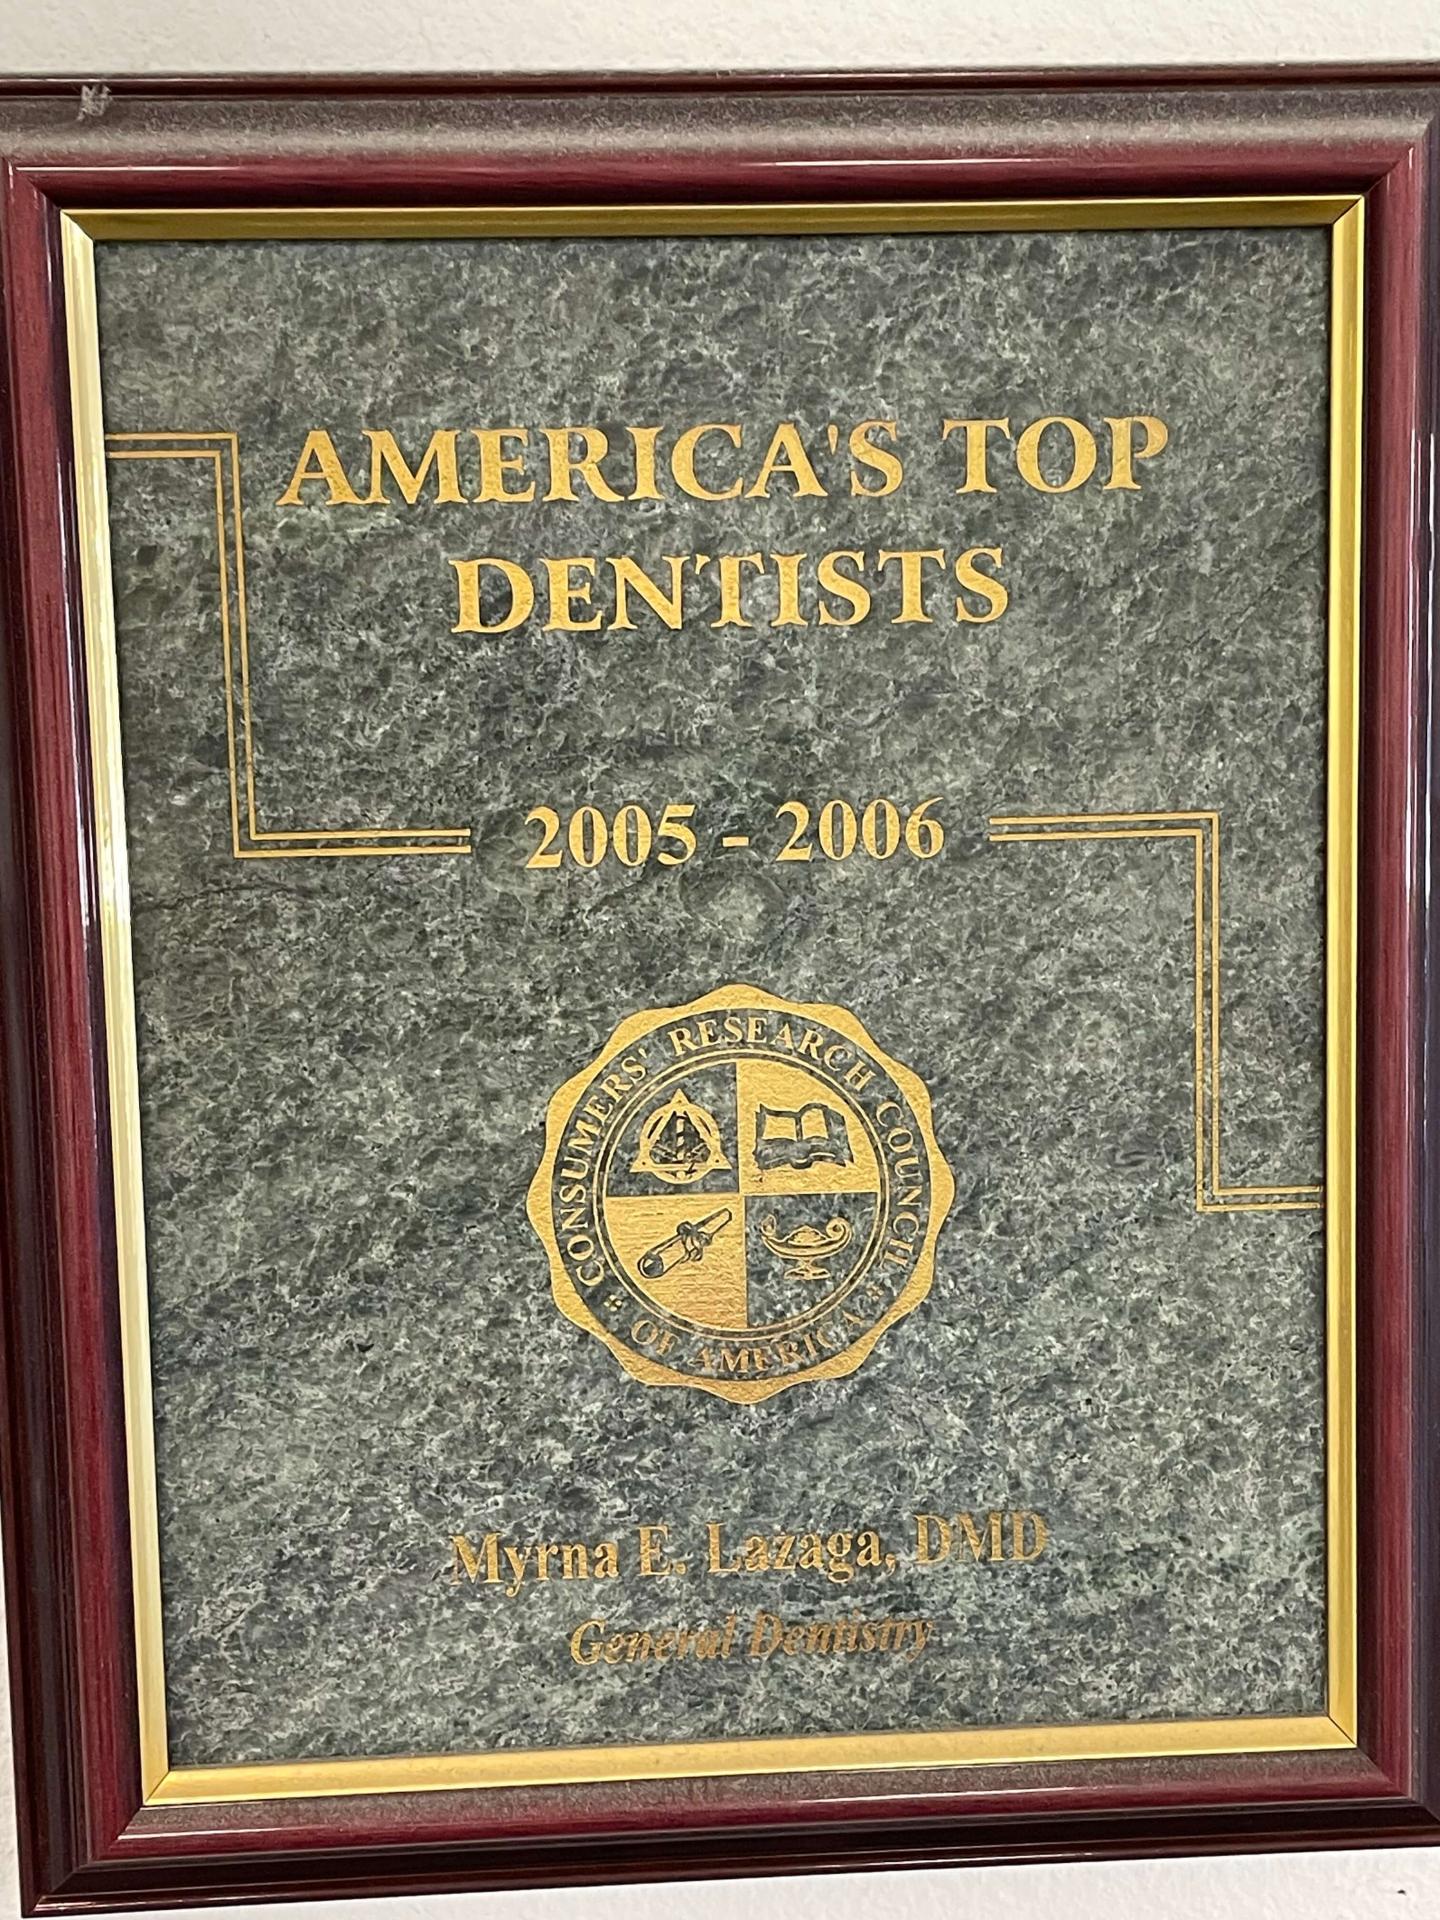 AMERICA'S TOP
DENTISTS
2005 - 2006
CONSUMERS' RESEARCH COUNCIL
OF AMERICA
Myrna E. Lazaga, DMD
General Dentistry